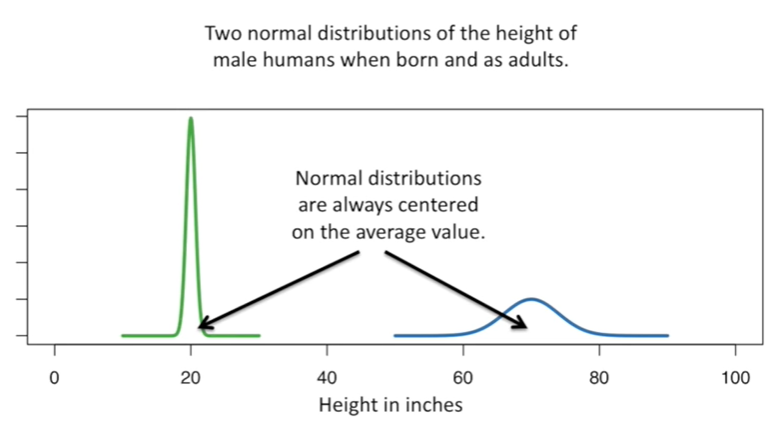 Two normal distributions of the height of
male humans when born and as adults.
Normal distributions
are always centered
on the average value.
0 20 40 60 80 100
Height in inches